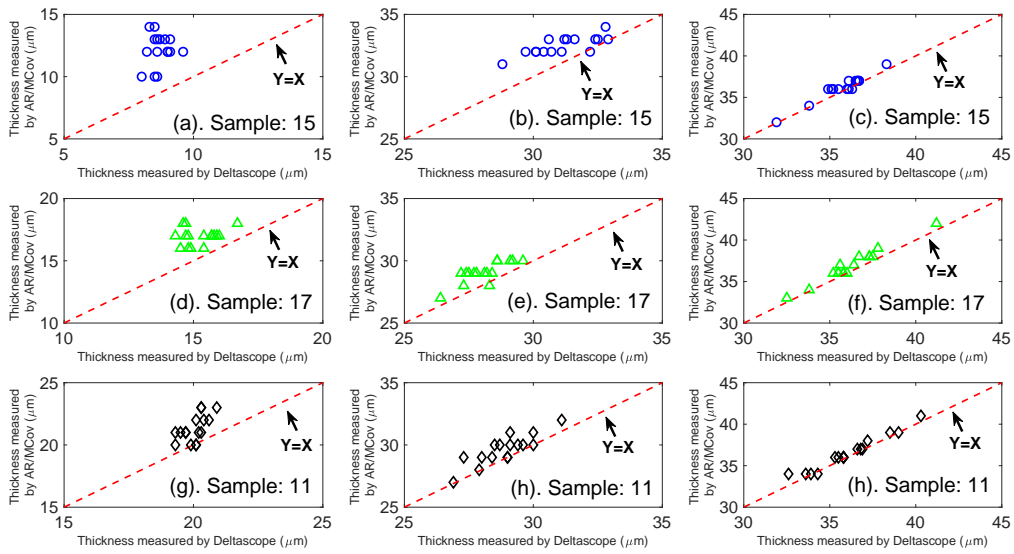 Thickness measured
by AR/MCov (μm)
15
10
5
5
10
15
Y=X
(a). Sample: 15
Thickness measured by Deltascope (μm)
Thickness measured
by AR/MCov (μm)
35
30
25
25
30
35
Y=X
(b). Sample: 15
Thickness measured by Deltascope (μm)
Thickness measured
by AR/MCov (μm)
45
40
35
30
30
35
40
45
Y=X
(c). Sample: 15
Thickness measured by Deltascope (μm)
Thickness measured
by AR/MCov (μm)
20
15
10
10
15
20
Y=X
(d). Sample: 17
Thickness measured by Deltascope (μm)
Thickness measured
by AR/MCov (μm)
35
30
25
25
30
35
Y=X
(e). Sample: 17
Thickness measured by Deltascope (μm)
Thickness measured
by AR/MCov (μm)
45
40
35
30
30
35
40
45
Y=X
(f). Sample: 17
Thickness measured by Deltascope (μm)
Thickness measured
by AR/MCov (μm)
25
20
15
15
20
25
Y=X
(g). Sample: 11
Thickness measured by Deltascope (μm)
Thickness measured
by AR/MCov (μm)
35
30
25
25
30
35
Y=X
(h). Sample: 11
Thickness measured by Deltascope (μm)
Thickness measured
by AR/MCov (μm)
45
40
35
30
30
35
40
45
Y=X
(h). Sample: 11
Thickness measured by Deltascope (μm)